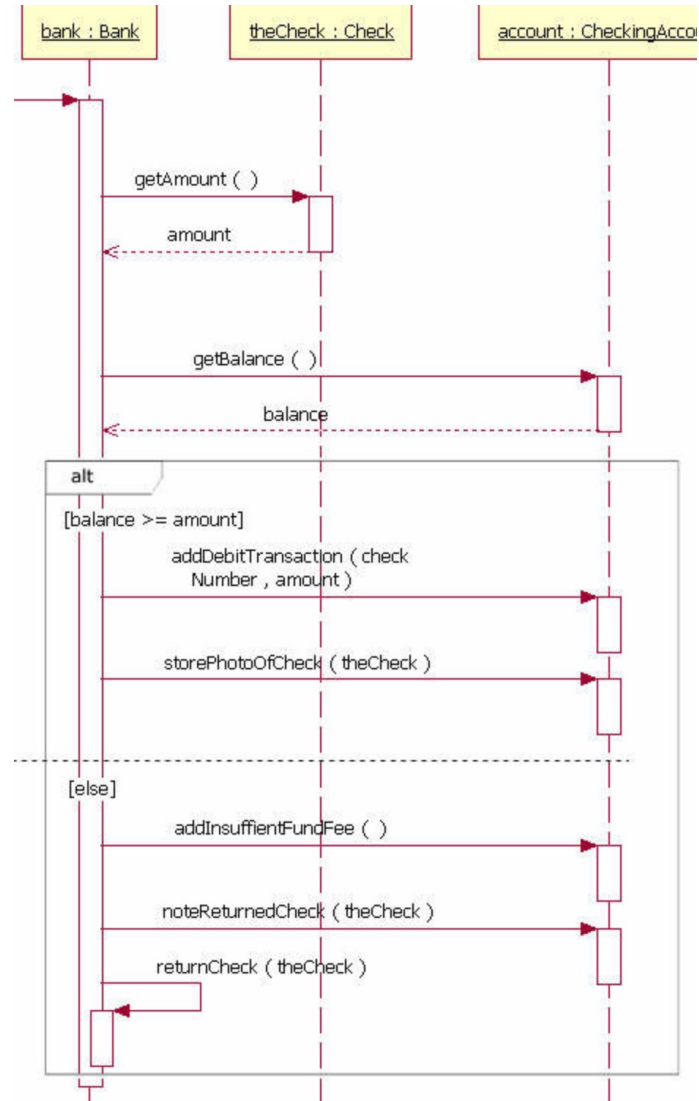 bank : Bank
theCheck : Check
account : CheckingAccou
getAmount ( )
amount
getBalance ( )
balance
alt
[balance >= amount]
addDebitTransaction ( check
Number , amount )
storePhotoOfCheck ( theCheck )
[else]
addInsuffientFundFee ( )
noteReturnedCheck ( theCheck )
returnCheck ( theCheck )